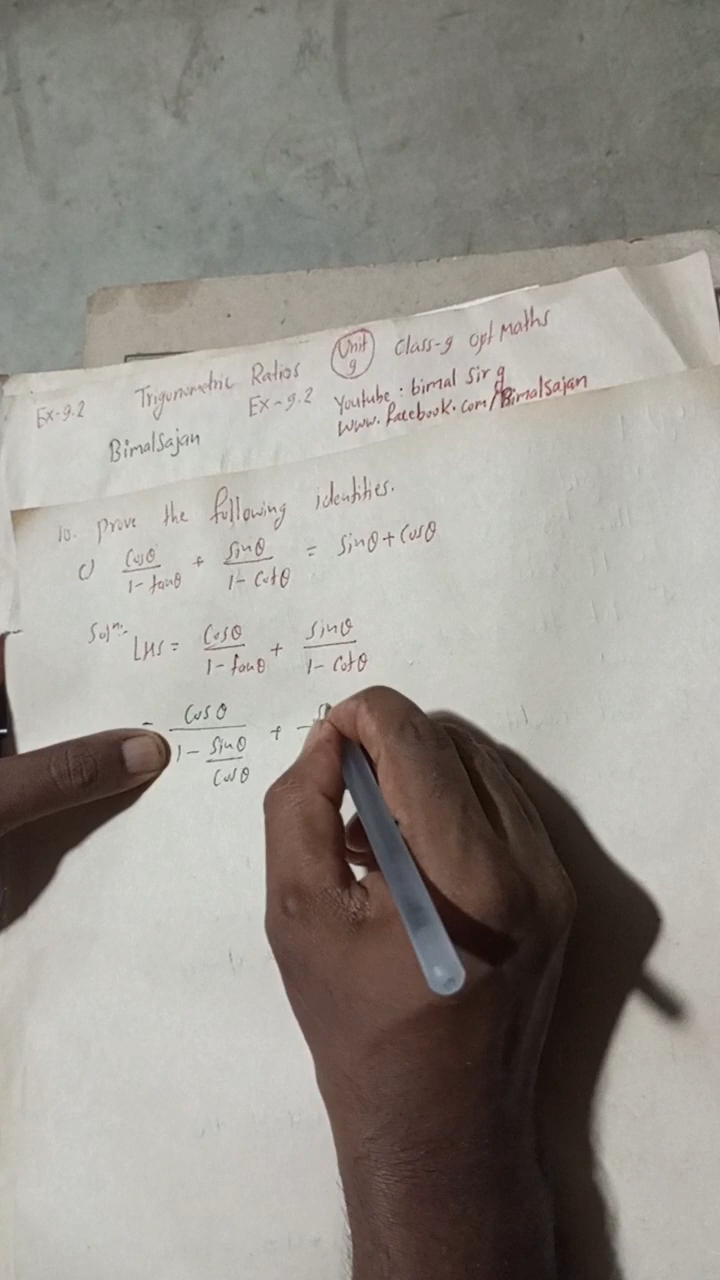 Ex-9.2 Trigonometric Ratios Unit 9 Class-9 opt Maths
Ex-9.2 Youtube : bimal Sir g
BimalSajan www.facebook.com/BimalSajan
10. prove the following identities.
c) Cosθ/1-tanθ + Sinθ/1-Cotθ = Sinθ+Cosθ
Solⁿ:- LHS = Cosθ/1-tanθ + Sinθ/1-Cotθ
= Cosθ/1-Sinθ/Cosθ +